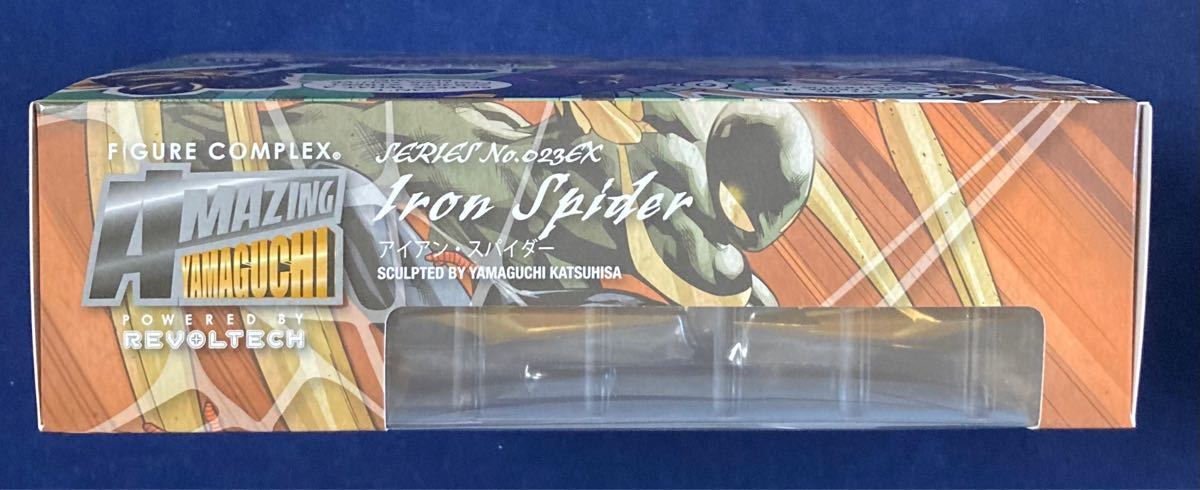 FIGURE COMPLEX®
AMAZING
YAMAGUCHI
POWERED BY
REVOLTECH
SERIES No.023EX
Iron Spider
アイアン・スパイダー
SCULPTED BY YAMAGUCHI KATSUHISA